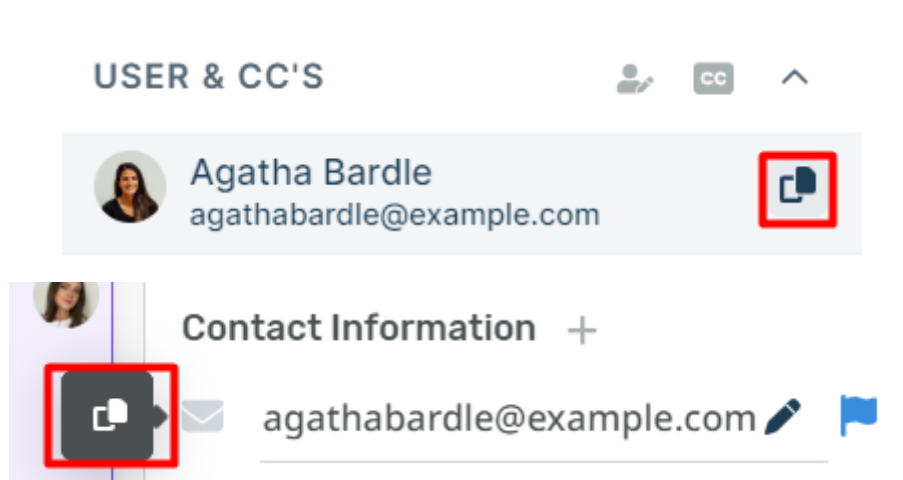 USER & CC'S
CC
Agatha Bardle
agathabardle@example.com
Contact Information
agathabardle@example.com